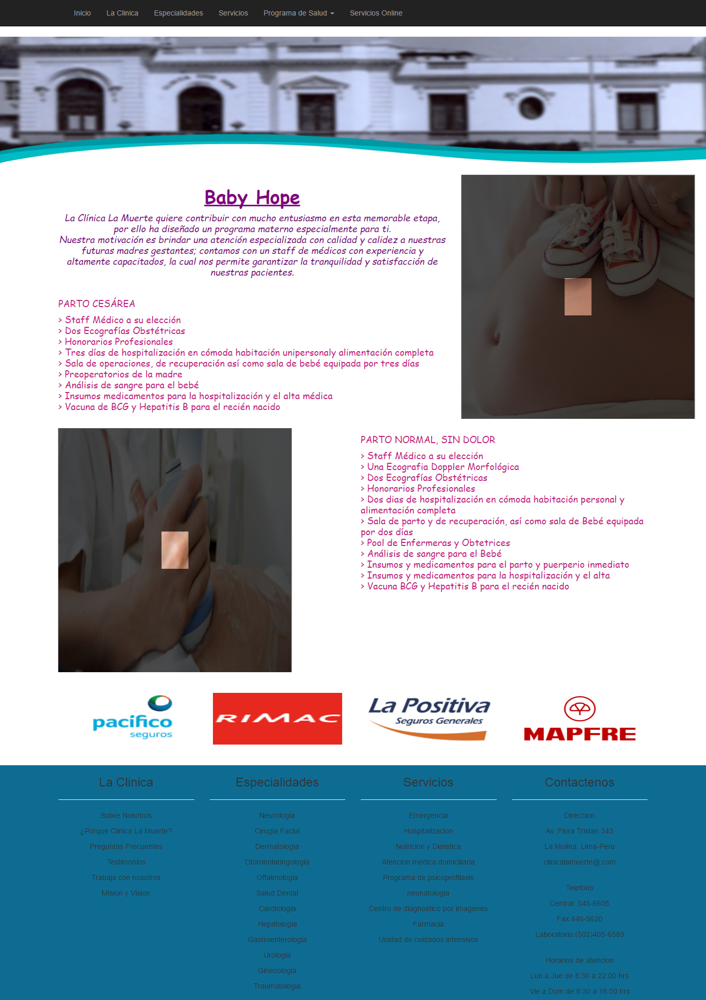 Inicio La Clinica Especialidades Servicios Programa de Salud Servicios Online
Baby Hope
La Clínica La Muerte quiere contribuir con mucho entusiasmo en esta memorable etapa,
por ello ha diseñado un programa materno especialmente para ti.
Nuestra motivación es brindar una atención especializada con calidad y calidez a nuestras
futuras madres gestantes; contamos con un staff de médicos con experiencia y
altamente capacitados, la cual nos permite garantizar la tranquilidad y satisfacción de
nuestras pacientes.
PARTO CESÁREA
> Staff Médico a su elección
> Dos Ecografías Obstétricas
> Honorarios Profesionales
> Tres días de hospitalización en cómoda habitación unipersonaly alimentación completa
> Sala de operaciones, de recuperación así como sala de bebé equipada por tres días
> Preoperatorios de la madre
> Análisis de sangre para el bebé
> Insumos medicamentos para la hospitalización y el alta médica
> Vacuna de BCG y Hepatitis B para el recién nacido
PARTO NORMAL, SIN DOLOR
> Staff Médico a su elección
> Una Ecografia Doppler Morfológica
> Dos Ecografías Obstétricas
> Honorarios Profesionales
> Dos dias de hospitalización en cómoda habitación personal y
alimentación completa
> Sala de parto y de recuperación, así como sala de Bebé equipada
por dos días
> Pool de Enfermeras y Obtetrices
> Análisis de sangre para el Bebé
> Insumos y medicamentos para el parto y puerperio inmediato
> Insumos y medicamentos para la hospitalización y el alta
> Vacuna BCG y Hepatitis B para el recién nacido
pacífico
seguros
RIMAC
La Positiva
Seguros Generales
MAPFRE
La Clinica
Sobre Nosotros
¿Porque Clinica La Muerte?
Preguntas Frecuentes
Testimonios
Trabaja con nosotros
Mision y Vision
Especialidades
Neurologia
Cirugia Facial
Dermatologia
Otorrinolaringologia
Oftalmologia
Salud Dental
Cardiologia
Hepatologia
Gastroenterologia
Urologia
Ginecologia
Traumatologia
Servicios
Emergencia
Hospitalizacion
Nutricion y Dietetica
Atencion medica domiciliaria
Programa de psicoprofilaxis
neonatologia
Centro de diagnostico por imagenes
Farmacia
Unidad de cuidados intensivos
Contactenos
Direccion
Av. Flora Tristan 343
La Molina, Lima-Peru
clinicalamuerte@.com
Telefono
Central: 545-6605
Fax:446-5620
Laboratorio:(502)405-6589
Horarios de atencion
Lun a Jue de 8:30 a 22:00 hrs
Vie a Dom de 8:30 a 18:00 hrs